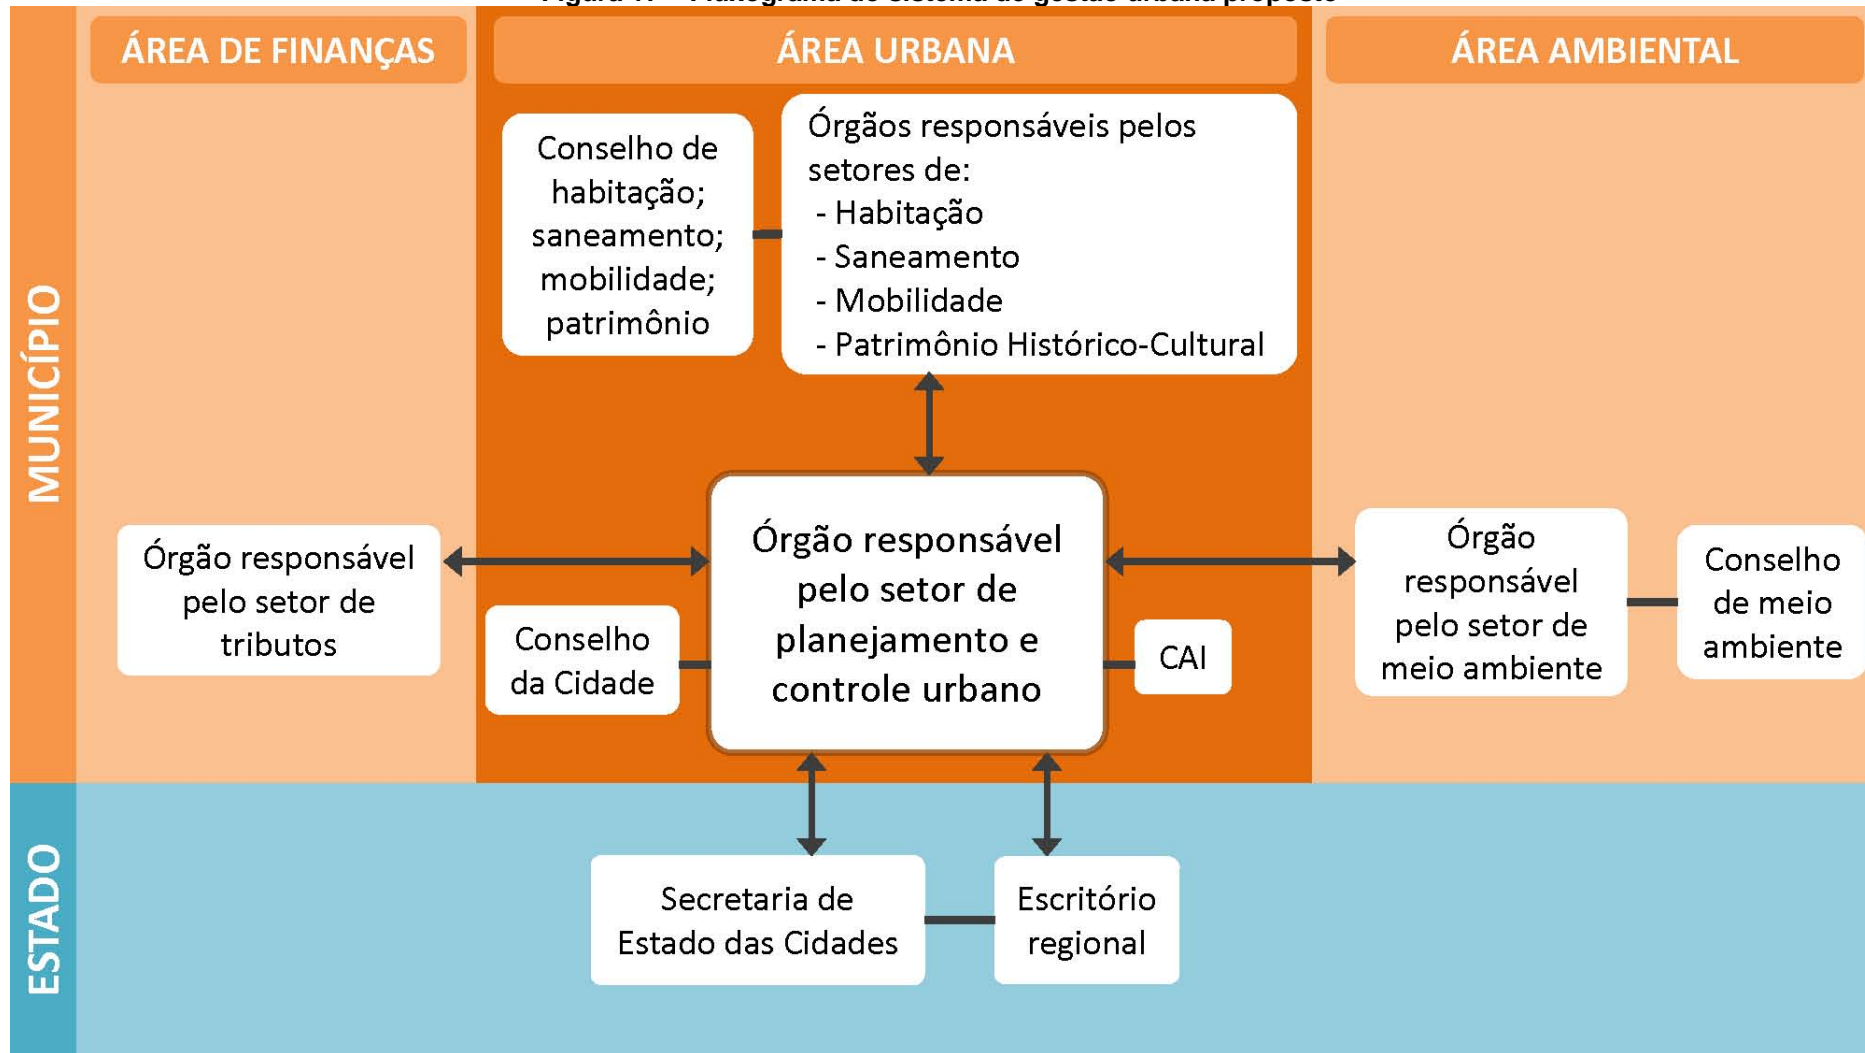 ÁREA DE FINANÇAS
ÁREA URBANA
ÁREA AMBIENTAL
MUNICÍPIO
Conselho de
habitação;
saneamento;
mobilidade;
patrimônio
Órgãos responsáveis pelos
setores de:
- Habitação
- Saneamento
- Mobilidade
- Patrimônio Histórico-Cultural
Órgão responsável
pelo setor de
tributos
Conselho
da Cidade
Órgão responsável
pelo setor de
planejamento e
controle urbano
CAI
Órgão
responsável
pelo setor de
meio ambiente
Conselho
de meio
ambiente
ESTADO
Secretaria de
Estado das Cidades
Escritório
regional